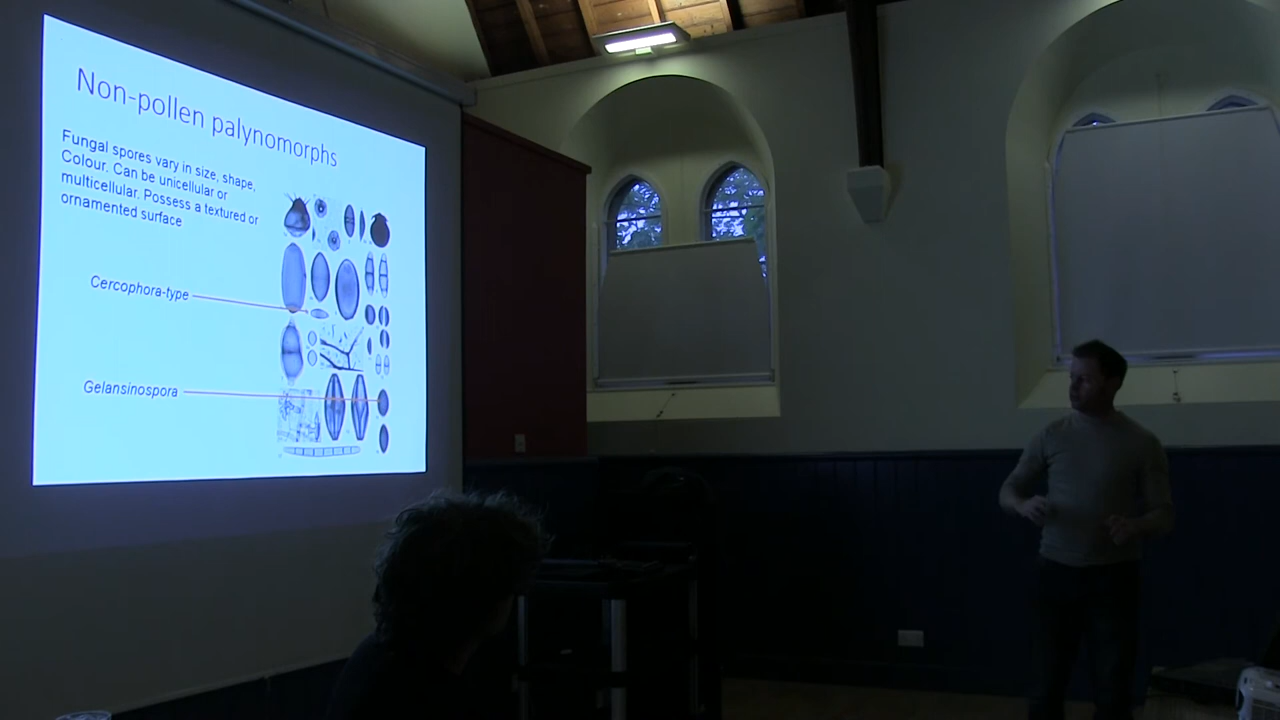 Non-pollen palynomorphs
Fungal spores vary in size, shape,
Colour. Can be unicellular or
multicellular. Possess a textured or
ornamented surface
Cercophora-type
Gelansinospora